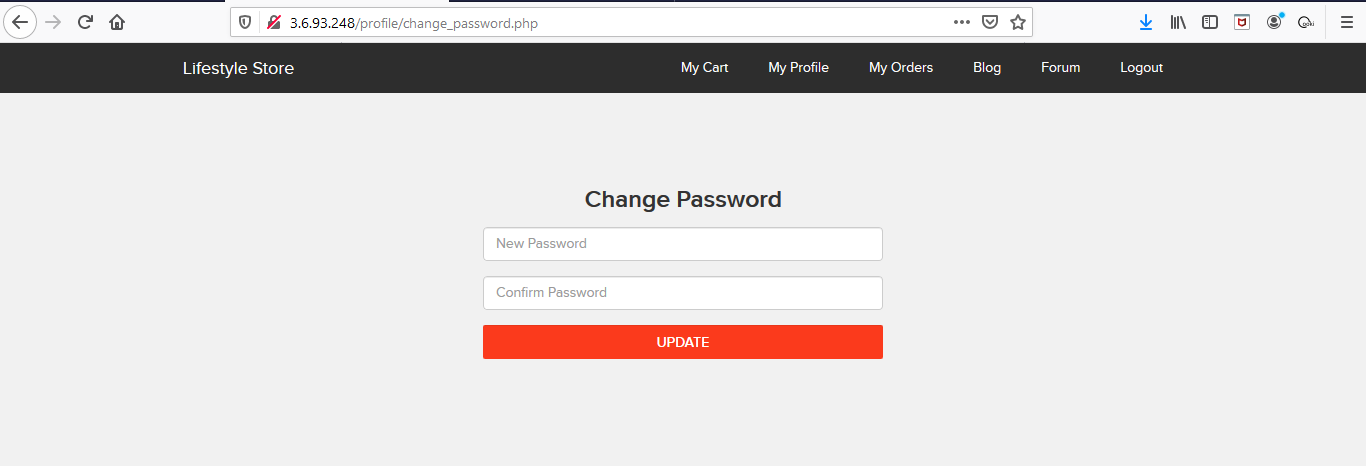 3.6.93.248/profile/change_password.php
Lifestyle Store My Cart My Profile My Orders Blog Forum Logout
Change Password
New Password
Confirm Password
UPDATE